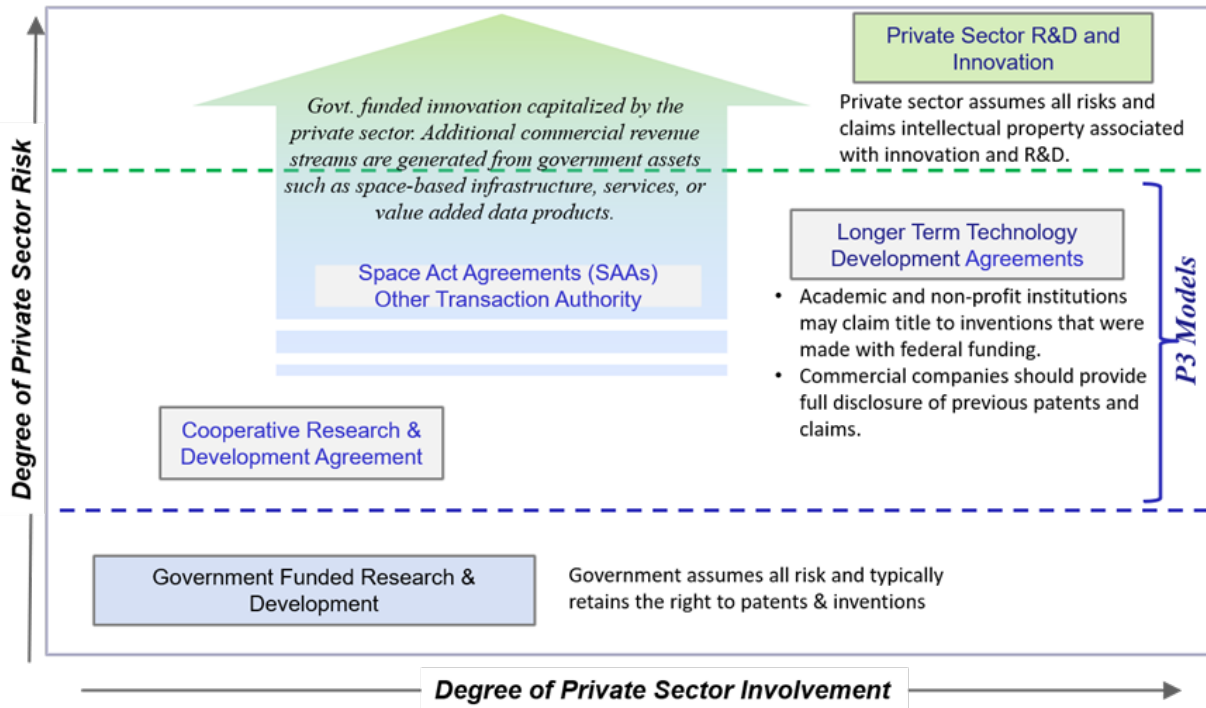 Degree of Private Sector Risk
Private Sector R&D and
Innovation
Private sector assumes all risks and
claims intellectual property associated
with innovation and R&D.
Govt. funded innovation capitalized by the
private sector. Additional commercial revenue
streams are generated from government assets
such as space-based infrastructure, services, or
value added data products.
Space Act Agreements (SAAs)
Other Transaction Authority
Longer Term Technology
Development Agreements
• Academic and non-profit institutions
may claim title to inventions that were
made with federal funding.
• Commercial companies should provide
full disclosure of previous patents and
claims.
P3 Models
Cooperative Research &
Development Agreement
Government Funded Research &
Development
Government assumes all risk and typically
retains the right to patents & inventions
Degree of Private Sector Involvement